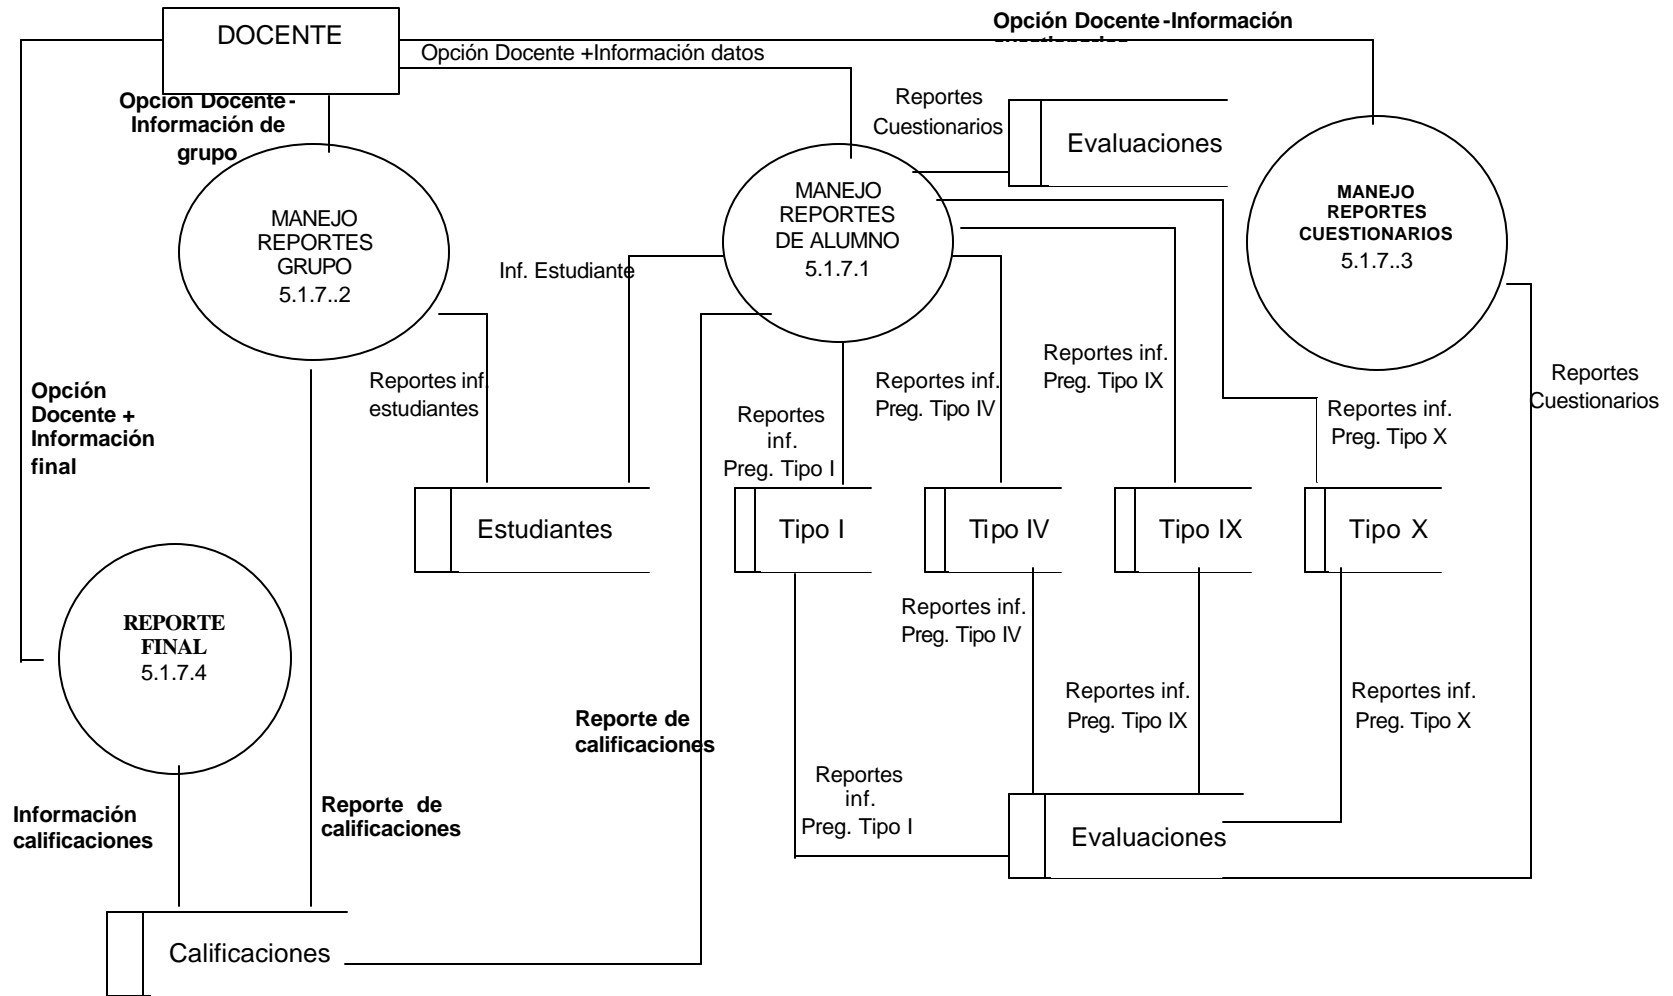 DOCENTE
Opción Docente-Información
Opción Docente +Información datos
Opción Docente-
Información de
grupo
Reportes
Cuestionarios
Evaluaciones
MANEJO
REPORTES
GRUPO
5.1.7..2
MANEJO
REPORTES
DE ALUMNO
5.1.7.1
MANEJO
REPORTES
CUESTIONARIOS
5.1.7..3
Inf. Estudiante
Opción
Docente +
Información
final
Reportes inf.
estudiantes
Reportes
inf.
Preg. Tipo I
Reportes inf.
Preg. Tipo IV
Reportes inf.
Preg. Tipo IX
Reportes inf.
Preg. Tipo X
Reportes
Cuestionarios
Estudiantes
Tipo I
Tipo IV
Tipo IX
Tipo X
REPORTE
FINAL
5.1.7.4
Reportes inf.
Preg. Tipo IV
Reportes inf.
Preg. Tipo IX
Reportes inf.
Preg. Tipo X
Reporte de
calificaciones
Reportes
inf.
Preg. Tipo I
Información
calificaciones
Reporte de
calificaciones
Evaluaciones
Calificaciones